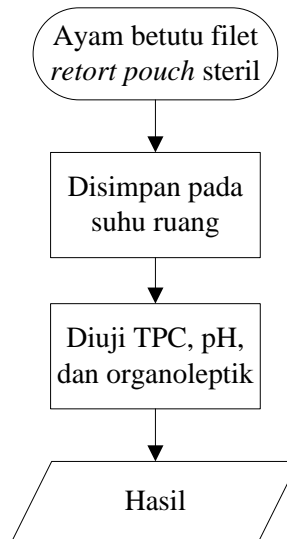 Ayam betutu filet
retort pouch steril
Disimpan pada
suhu ruang
Diuji TPC, pH,
dan organoleptik
Hasil